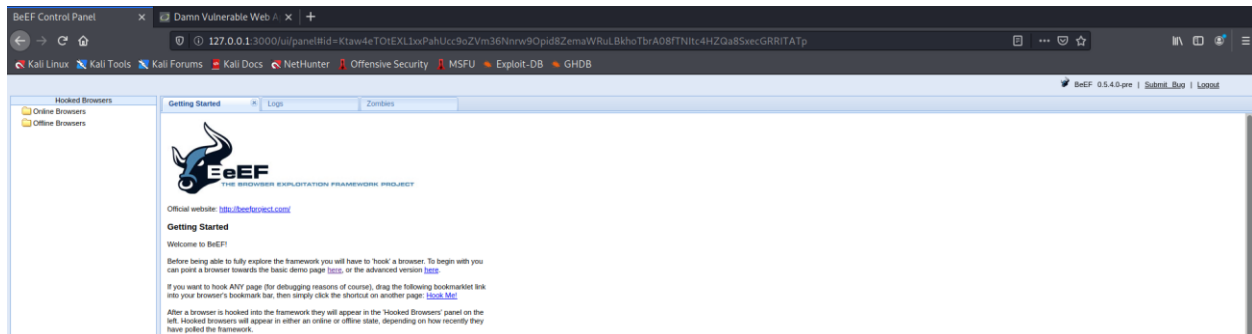 BeEF Control Panel
Damn Vulnerable Web A
127.0.0.1:3000/ui/panel#id=Ktaw4eTOtEXL1xxPahUcc9oZVm36Nnrw9Opid8ZemaWRuLBkhoTbrA08fTNItc4HZQa8SxecGRRITATp
Kali Linux Kali Tools Kali Forums Kali Docs NetHunter Offensive Security MSFU Exploit-DB GHDB
BeEF 0.5.4.0-pre | Submit Bug | Logout
Hooked Browsers
Online Browsers
Offline Browsers
Getting Started Logs Zombies
BeEF
THE BROWSER EXPLOITATION FRAMEWORK PROJECT
Official website: http://beefproject.com/
Getting Started
Welcome to BeEF!
Before being able to fully explore the framework you will have to 'hook' a browser. To begin with you
can point a browser towards the basic demo page here, or the advanced version here.
If you want to hook ANY page (for debugging reasons of course), drag the following bookmarklet link
into your browser's bookmark bar, then simply click the shortcut on another page: Hook Me!
After a browser is hooked into the framework they will appear in the 'Hooked Browsers' panel on the
left. Hooked browsers will appear in either an online or offline state, depending on how recently they
have polled the framework.